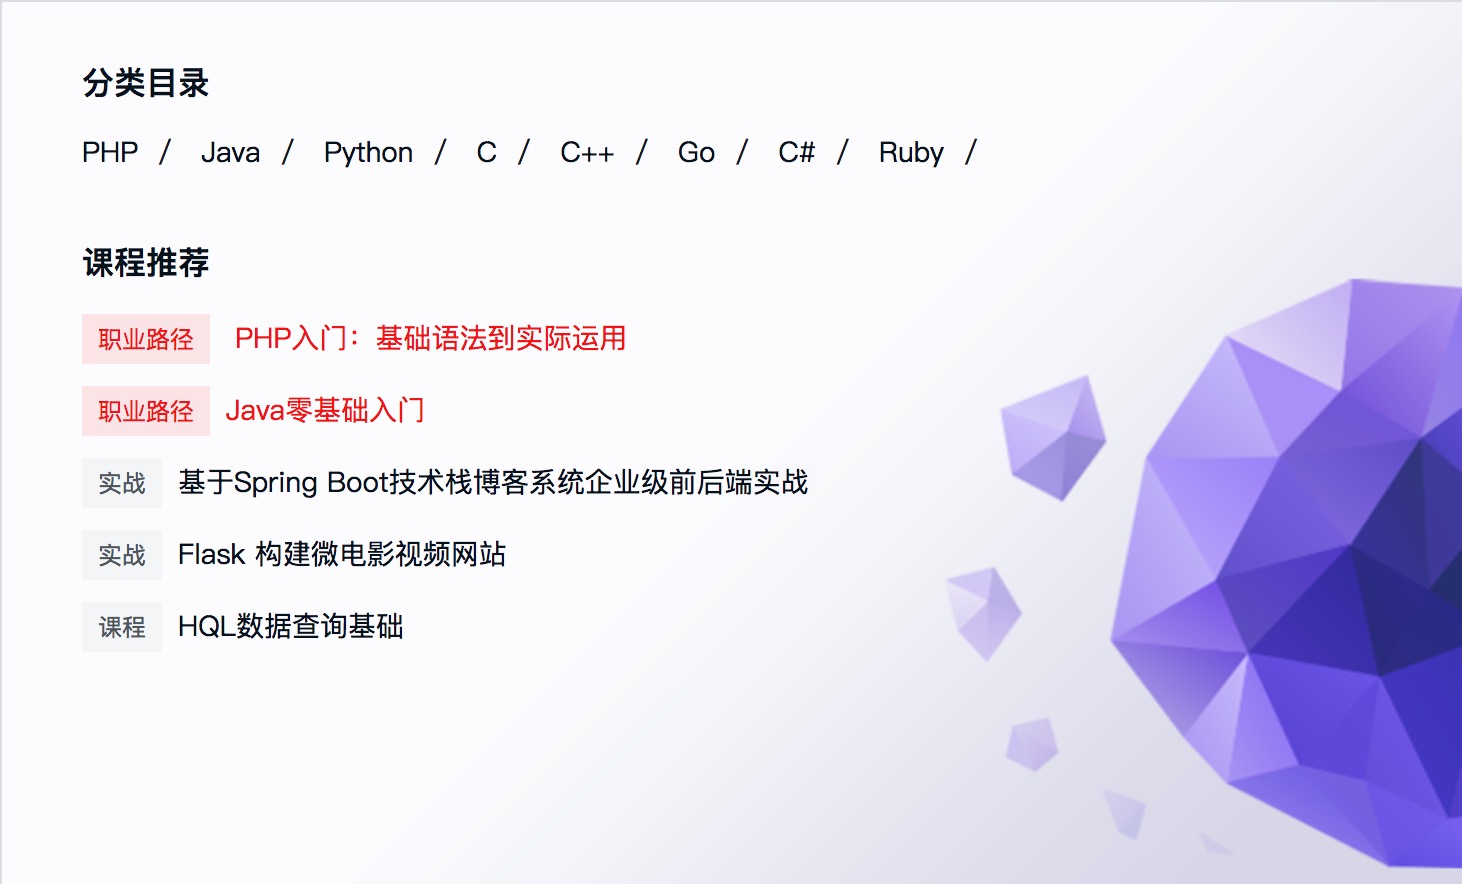 分类目录
PHP / Java / Python / C / C++ / Go / C# / Ruby /
课程推荐
职业路径 PHP入门：基础语法到实际运用
职业路径 Java零基础入门
实战 基于Spring Boot技术栈博客系统企业级前后端实战
实战 Flask 构建微电影视频网站
课程 HQL数据查询基础